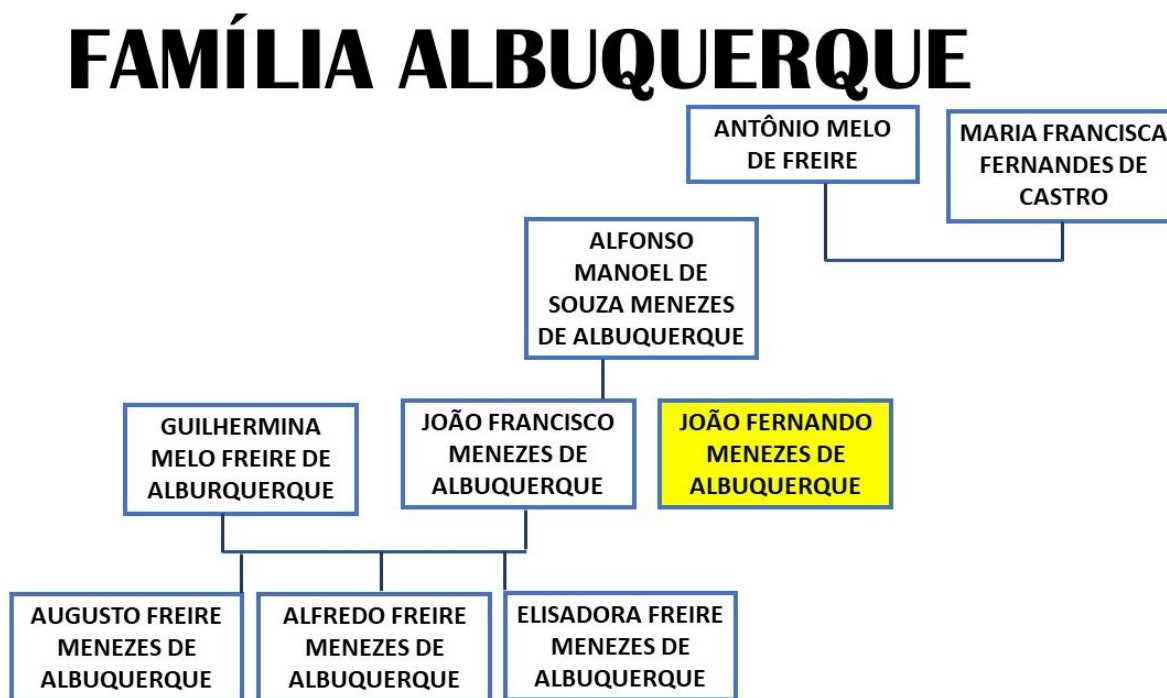 FAMÍLIA ALBUQUERQUE
ANTÔNIO MELO
DE FREIRE
MARIA FRANCISCA
FERNANDES DE
CASTRO
ALFONSO
MANOEL DE
SOUZA MENEZES
DE ALBUQUERQUE
GUILHERMINA
MELO FREIRE DE
ALBURQUERQUE
JOÃO FRANCISCO
MENEZES DE
ALBUQUERQUE
JOÃO FERNANDO
MENEZES DE
ALBUQUERQUE
AUGUSTO FREIRE
MENEZES DE
ALBUQUERQUE
ALFREDO FREIRE
MENEZES DE
ALBUQUERQUE
ELISADORA FREIRE
MENEZES DE
ALBUQUERQUE